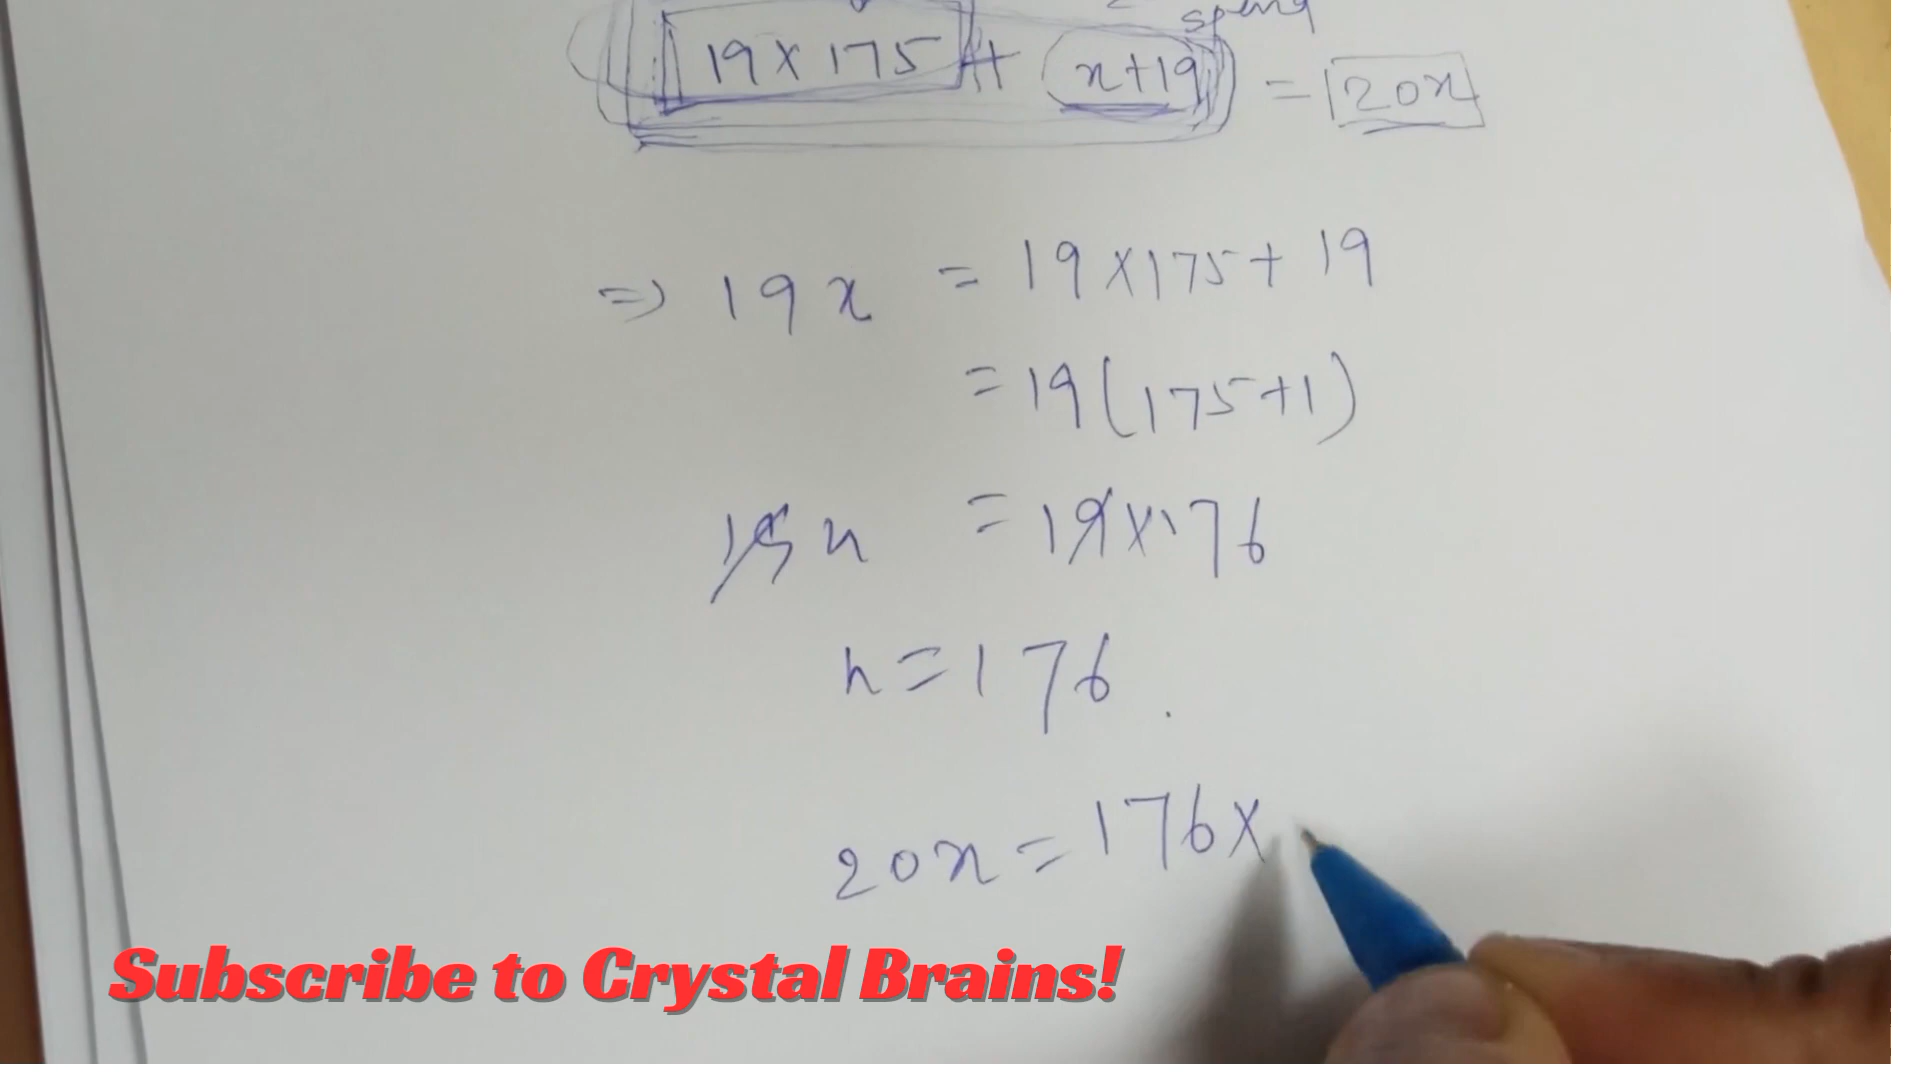 spend
19 × 175 + x+19 = 20x
⇒ 19x = 19×175+19
= 19(175+1)
19x = 19×176
x=176.
20x = 176×
Subscribe to Crystal Brains!